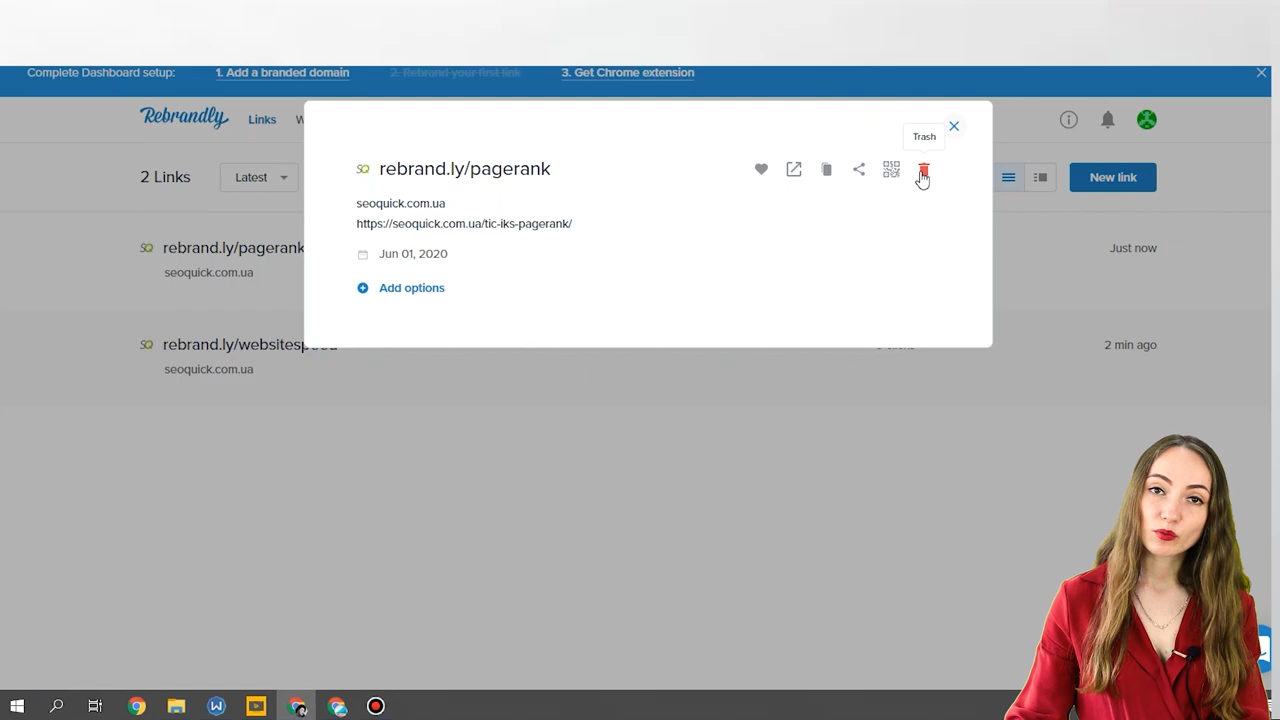 Complete Dashboard setup: 1. Add a branded domain 2. Rebrand your first link 3. Get Chrome extension
Rebrandly Links W
Trash
2 Links Latest New link
rebrand.ly/pagerank
seoquick.com.ua
https://seoquick.com.ua/tic-iks-pagerank/
Jun 01, 2020
Add options
rebrand.ly/pagerank Just now
seoquick.com.ua
rebrand.ly/websitespeed 2 min ago
seoquick.com.ua